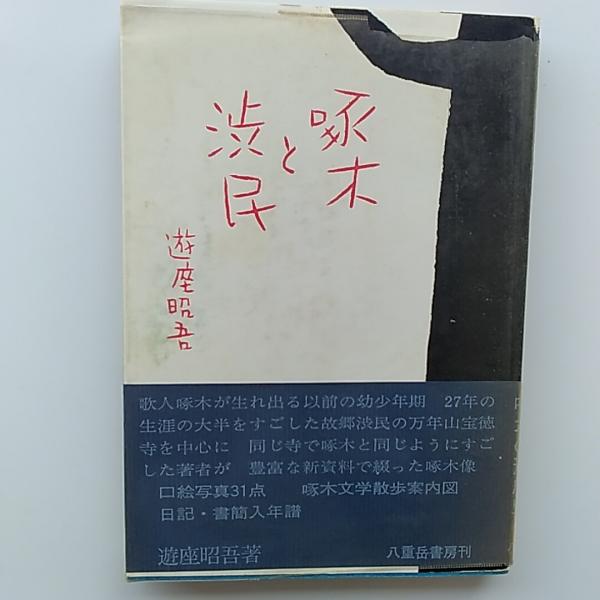 啄木
と
渋民
遊座昭吾
歌人啄木が生れ出る以前の幼少年期　27年の
生涯の大半をすごした故郷渋民の万年山宝徳
寺を中心に　同じ寺で啄木と同じようにすご
した著者が　豊富な新資料で綴った啄木像
口絵写真31点　　啄木文学散歩案内図
日記・書簡入年譜
遊座昭吾著
八重岳書房刊